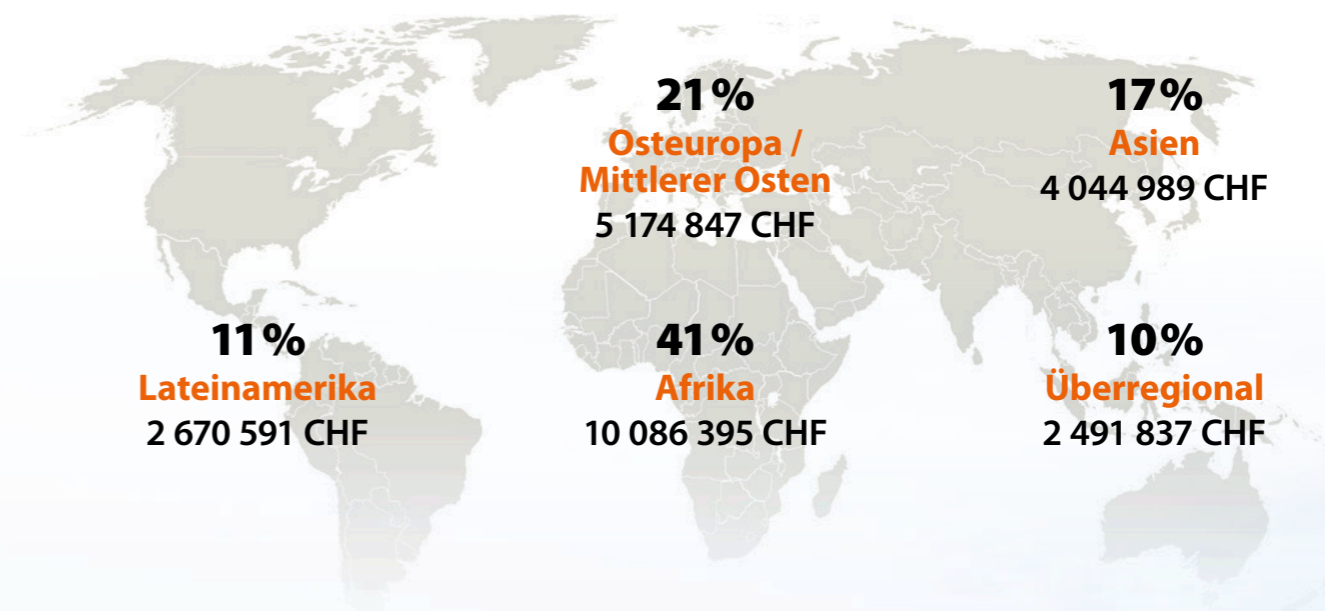 21%
Osteuropa /
Mittlerer Osten
5 174 847 CHF
17%
Asien
4 044 989 CHF
11%
Lateinamerika
2 670 591 CHF
41%
Afrika
10 086 395 CHF
10%
Überregional
2 491 837 CHF